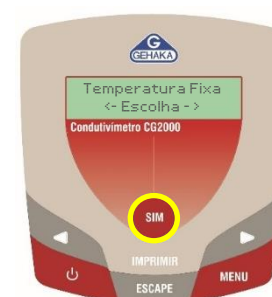 G
GEHAKA
Temperatura Fixa
<- Escolha ->
Condutivímetro CG2000
SIM
IMPRIMIR
MENU
ESCAPE